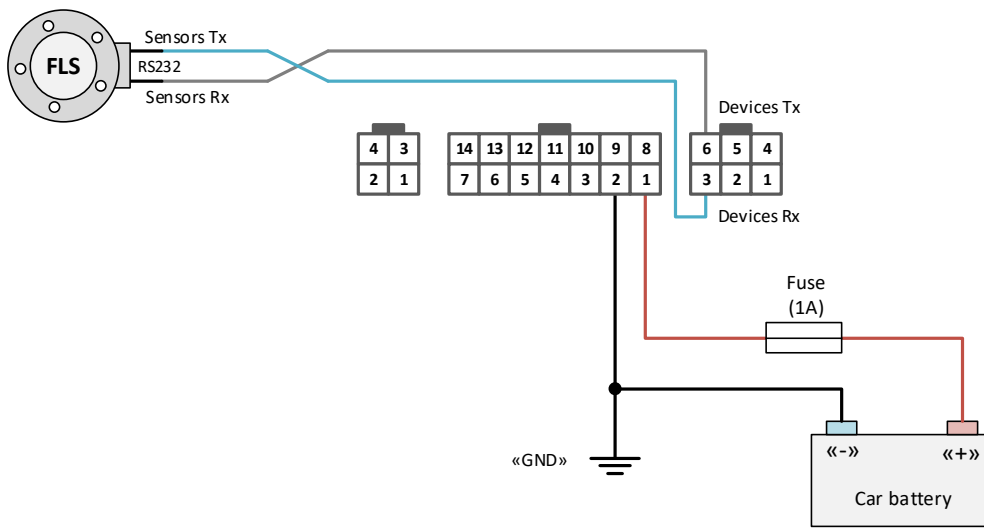 Sensors Tx
FLS
RS232
Sensors Rx
Devices Tx
4 3
2 1
14 13 12 11 10 9 8
7 6 5 4 3 2 1
6 5 4
3 2 1
Devices Rx
Fuse
(1A)
«GND»
«-» «+»
Car battery